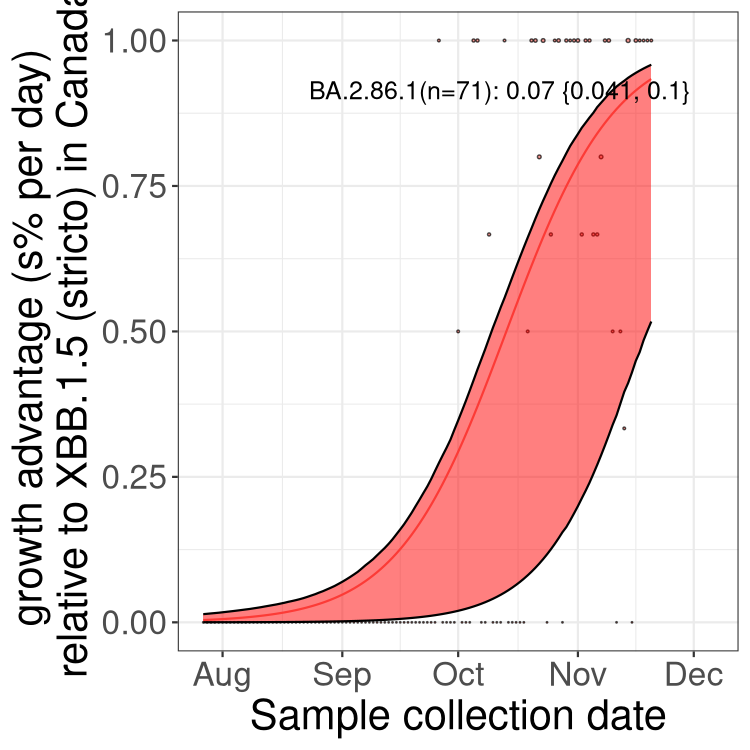 growth advantage (s% per day)
relative to XBB.1.5 (stricto) in Canada
1.00
0.75
0.50
0.25
0.00
BA.2.86.1(n=71): 0.07 {0.041, 0.1}
Aug Sep Oct Nov Dec
Sample collection date